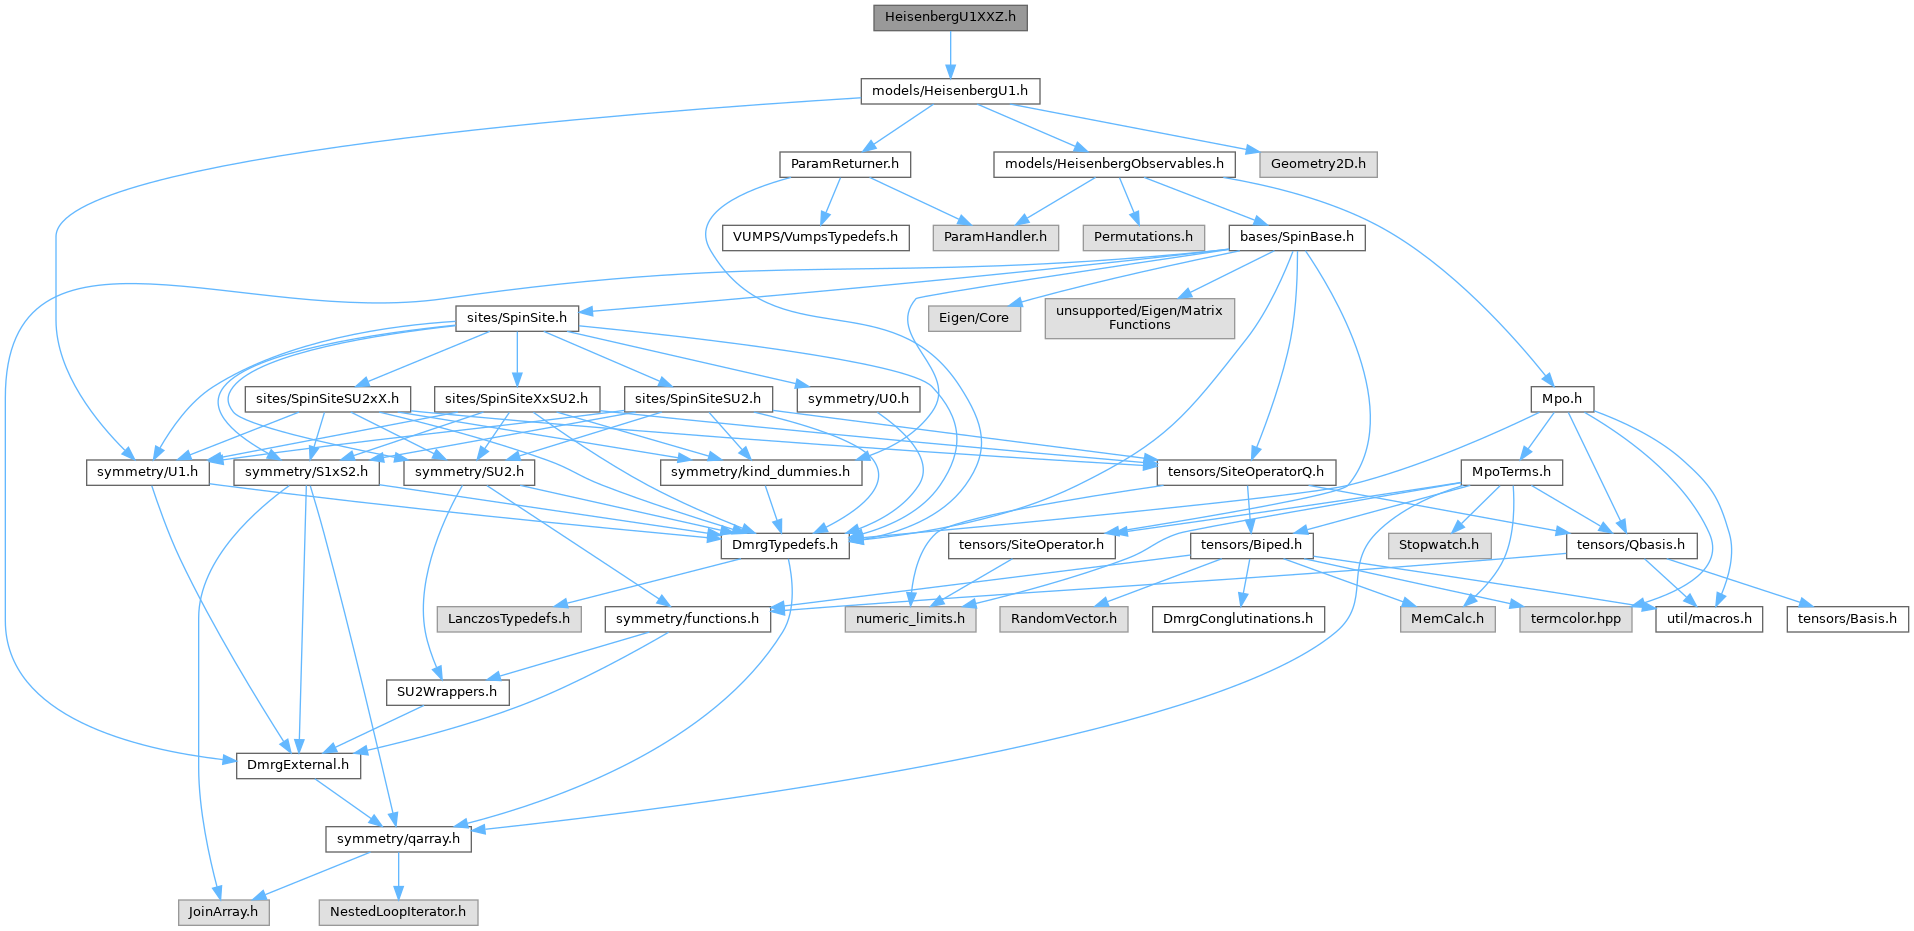 HeisenbergU1XXZ.h
models/HeisenbergU1.h
ParamReturner.h
models/HeisenbergObservables.h
Geometry2D.h
VUMPS/VumpsTypedefs.h
ParamHandler.h
Permutations.h
bases/SpinBase.h
sites/SpinSite.h
Eigen/Core
unsupported/Eigen/Matrix
Functions
sites/SpinSiteSU2xX.h
sites/SpinSiteXxSU2.h
sites/SpinSiteSU2.h
symmetry/U0.h
Mpo.h
symmetry/U1.h
symmetry/S1xS2.h
symmetry/SU2.h
symmetry/kind_dummies.h
tensors/SiteOperatorQ.h
MpoTerms.h
DmrgTypedefs.h
tensors/SiteOperator.h
tensors/Biped.h
Stopwatch.h
tensors/Qbasis.h
LanczosTypedefs.h
symmetry/functions.h
numeric_limits.h
RandomVector.h
DmrgConglutinations.h
MemCalc.h
termcolor.hpp
util/macros.h
tensors/Basis.h
SU2Wrappers.h
DmrgExternal.h
symmetry/qarray.h
JoinArray.h
NestedLoopIterator.h